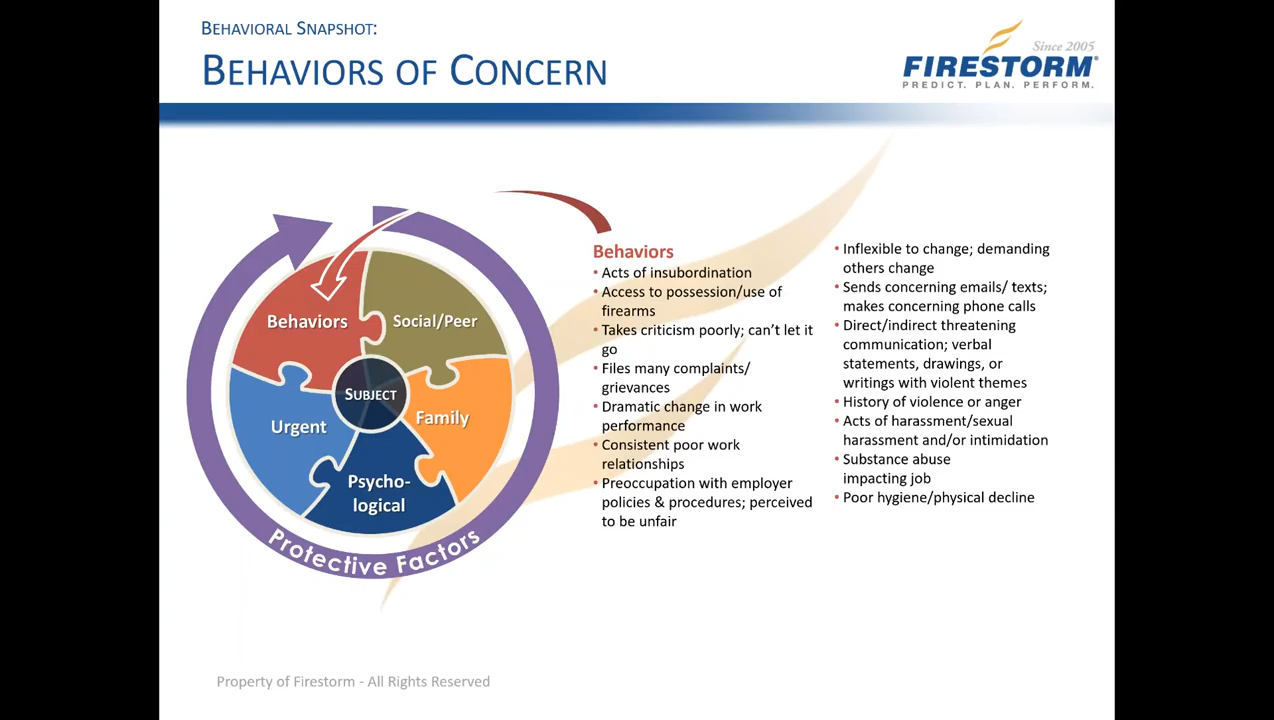 BEHAVIORAL SNAPSHOT:
BEHAVIORS OF CONCERN
Since 2005
FIRESTORM®
PREDICT. PLAN. PERFORM.
Behaviors
Social/Peer
SUBJECT
Urgent
Family
Psycho-
logical
Protective Factors
Behaviors
• Acts of insubordination
• Access to possession/use of
firearms
• Takes criticism poorly; can't let it
go
• Files many complaints/
grievances
• Dramatic change in work
performance
• Consistent poor work
relationships
• Preoccupation with employer
policies & procedures; perceived
to be unfair
• Inflexible to change; demanding
others change
• Sends concerning emails/ texts;
makes concerning phone calls
• Direct/indirect threatening
communication; verbal
statements, drawings, or
writings with violent themes
• History of violence or anger
• Acts of harassment/sexual
harassment and/or intimidation
• Substance abuse
impacting job
• Poor hygiene/physical decline
Property of Firestorm - All Rights Reserved